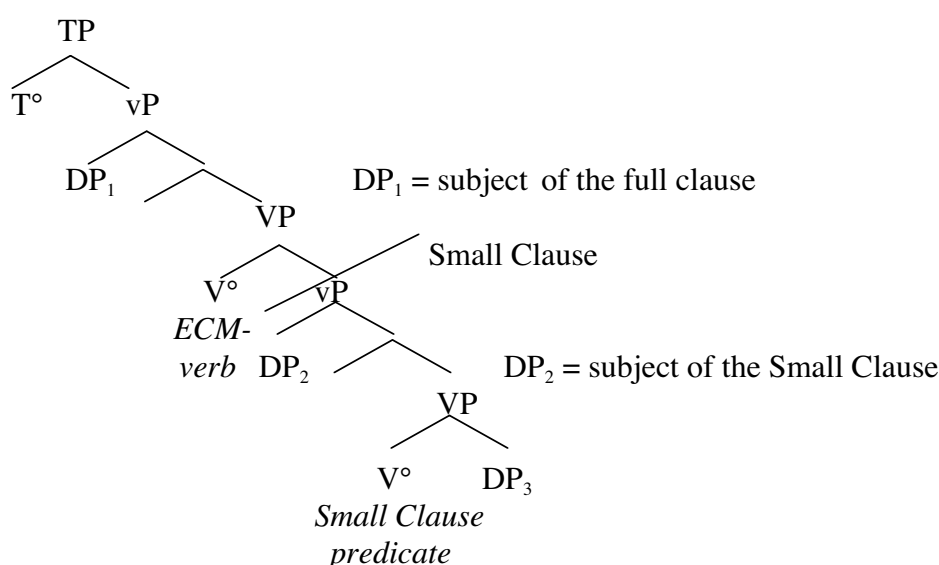 TP
T° vP
DP₁ DP₁ = subject of the full clause
VP
Small Clause
V° vP
ECM-
verb DP₂ DP₂ = subject of the Small Clause
VP
V° DP₃
Small Clause
predicate